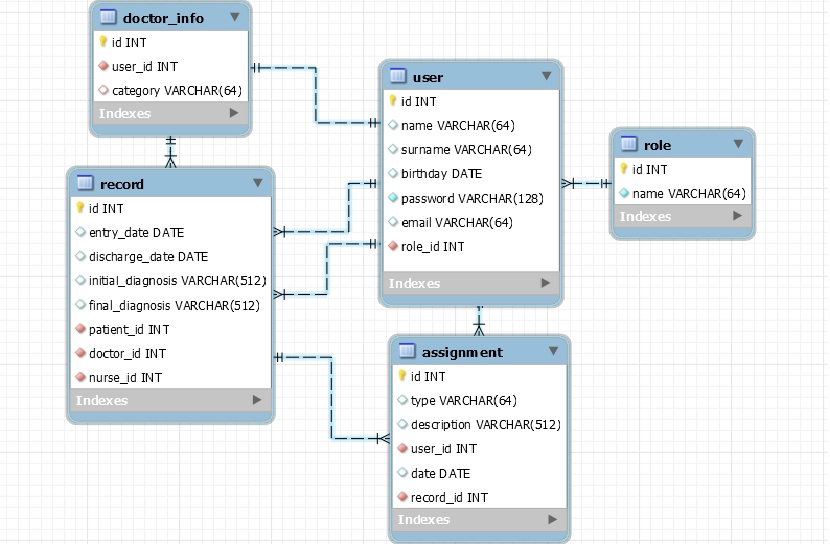 doctor_info
id INT
user_id INT
category VARCHAR(64)
Indexes
record
id INT
entry_date DATE
discharge_date DATE
initial_diagnosis VARCHAR(512)
final_diagnosis VARCHAR(512)
patient_id INT
doctor_id INT
nurse_id INT
Indexes
user
id INT
name VARCHAR(64)
surname VARCHAR(64)
birthday DATE
password VARCHAR(128)
email VARCHAR(64)
role_id INT
Indexes
assignment
id INT
type VARCHAR(64)
description VARCHAR(512)
user_id INT
date DATE
record_id INT
Indexes
role
id INT
name VARCHAR(64)
Indexes